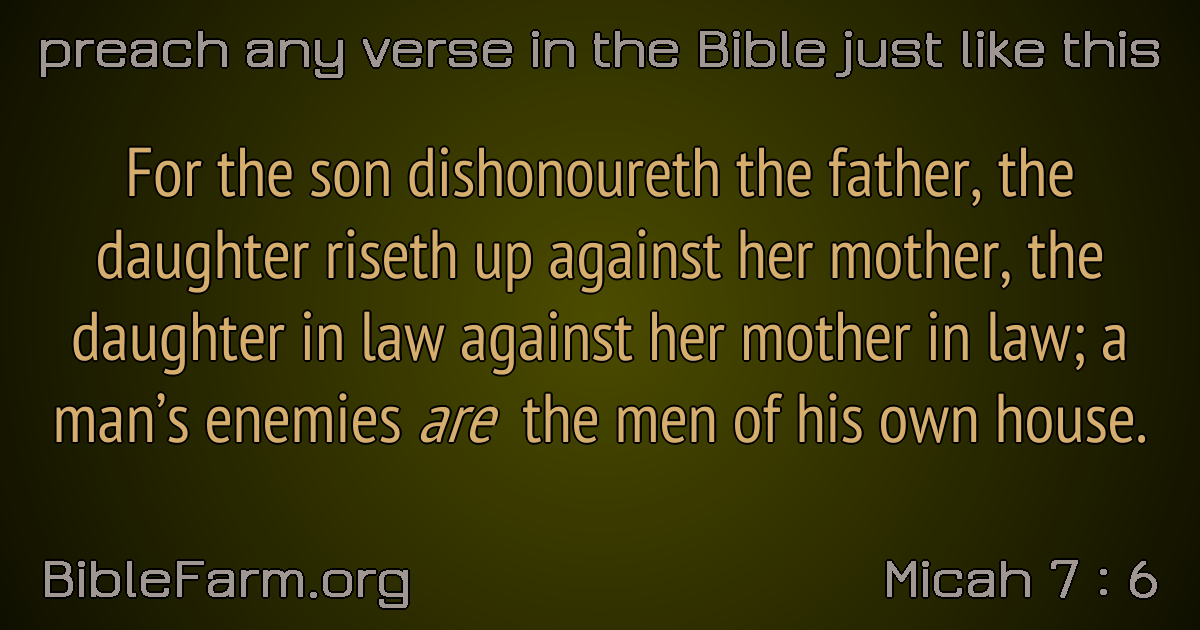 preach any verse in the Bible just like this
For the son dishonoureth the father, the
daughter riseth up against her mother, the
daughter in law against her mother in law; a
man’s enemies are the men of his own house.
BibleFarm.org
Micah 7 : 6